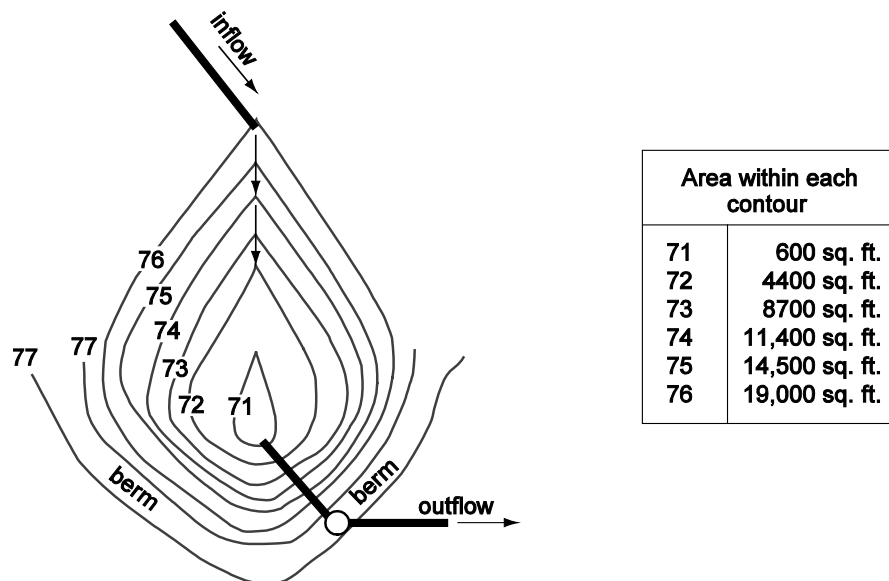 inflow
76
75
74
77
77
73
72
71
berm
berm
outflow
Area within each
contour
71 600 sq. ft.
72 4400 sq. ft.
73 8700 sq. ft.
74 11,400 sq. ft.
75 14,500 sq. ft.
76 19,000 sq. ft.